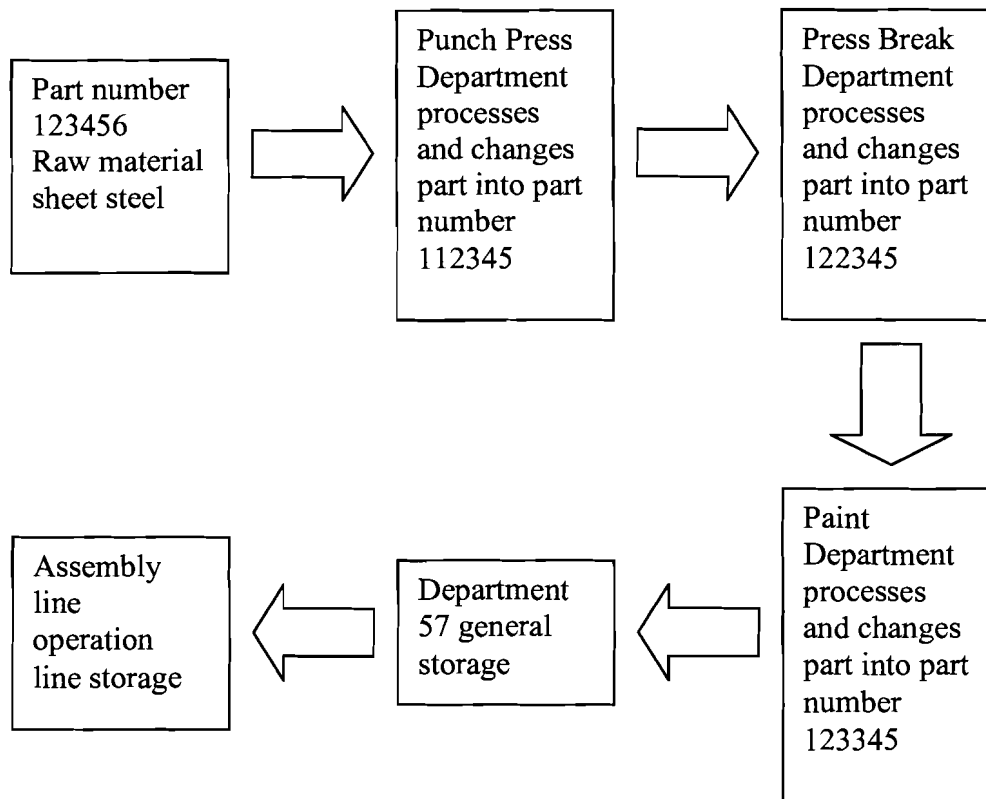 Part number
123456
Raw material
sheet steel
Punch Press
Department
processes
and changes
part into part
number
112345
Press Break
Department
processes
and changes
part into part
number
122345
Paint
Department
processes
and changes
part into part
number
123345
Department
57 general
storage
Assembly
line
operation
line storage